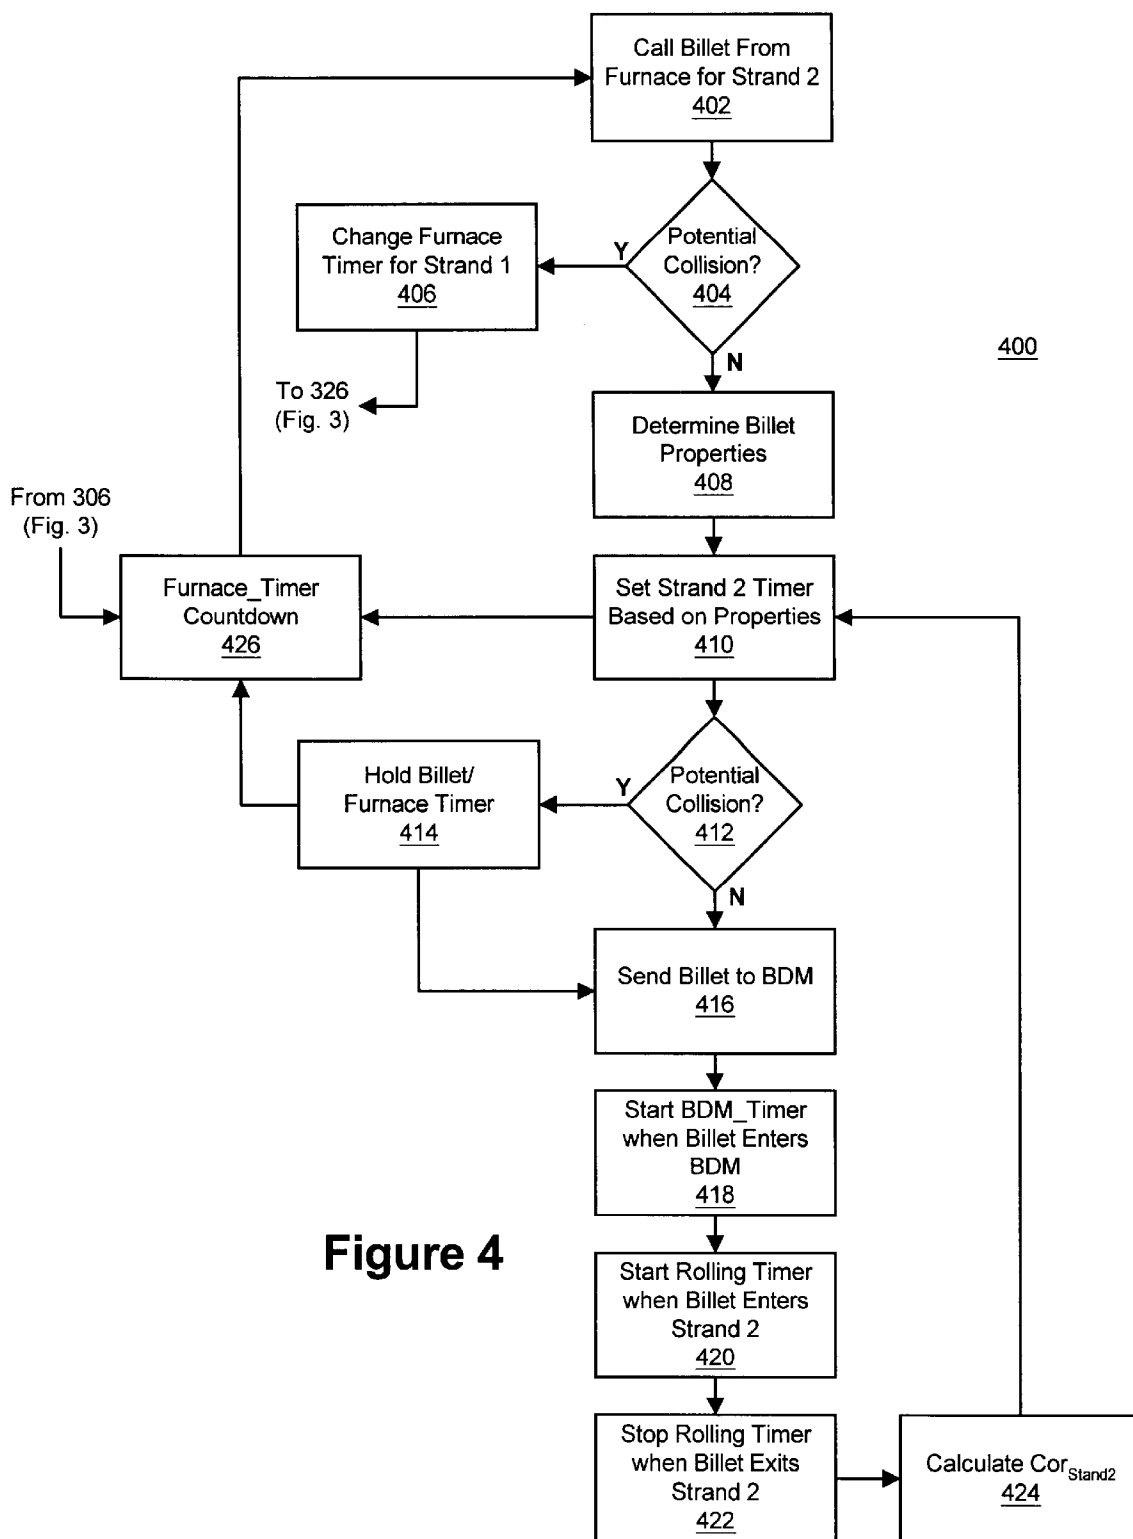 Call Billet From
Furnace for Strand 2
402
Change Furnace
Timer for Strand 1
406
Y
Potential
Collision?
404
N
400
To 326
(Fig. 3)
Determine Billet
Properties
408
From 306
(Fig. 3)
Furnace_Timer
Countdown
426
Set Strand 2 Timer
Based on Properties
410
Hold Billet/
Furnace Timer
414
Y
Potential
Collision?
412
N
Send Billet to BDM
416
Start BDM_Timer
when Billet Enters
BDM
418
Figure 4
Start Rolling Timer
when Billet Enters
Strand 2
420
Stop Rolling Timer
when Billet Exits
Strand 2
422
Calculate CorStand2
424